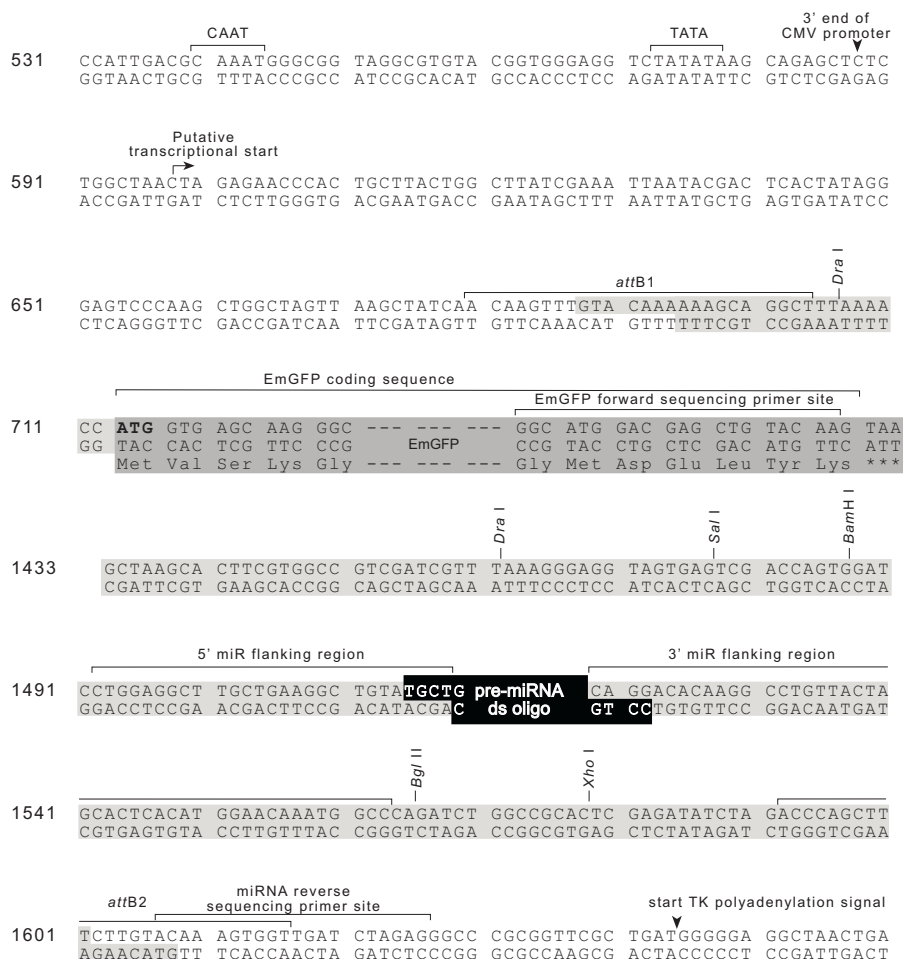 CAAT TATA 3’ end of
CMV promoter
531 CCATTGACGC AAATGGGCGG TAGGCGTGTA CGGTGGGAGG TCTATATAAG CAGAGCTCTC
GGTAACTGCG TTTACCCGCC ATCCGCACAT GCCACCCTCC AGATATATTC GTCTCGAGAG
Putative
transcriptional start
591 TGGCTAACTA GAGAACCCAC TGCTTACTGG CTTATCGAAA TTAATACGAC TCACTATAGG
ACCGATTGAT CTCTTGGGTG ACGAATGACC GAATAGCTTT AATTATGCTG AGTGATATCC
attB1 Dra I
651 GAGTCCCAAG CTGGCTAGTT AAGCTATCAA CAAGTTTGTA CAAAAAAGCA GGCTTTAAAA
CTCAGGGTTC GACCGATCAA TTCGATAGTT GTTCAAACAT GTTTTTTCGT CCGAAATTTT
EmGFP coding sequence
EmGFP forward sequencing primer site
711 CC ATG GTG AGC AAG GGC --- --- --- GGC ATG GAC GAG CTG TAC AAG TAA
GG TAC CAC TCG TTC CCG EmGFP CCG TAC CTG CTC GAC ATG TTC ATT
Met Val Ser Lys Gly --- --- --- Gly Met Asp Glu Leu Tyr Lys ***
Dra I Sal I BamH I
1433 GCTAAGCA CTTCGTGGCC GTCGATCGTT TAAAGGGAGG TAGTGAGTCG ACCAGTGGAT
CGATTCGT GAAGCACCGG CAGCTAGCAA ATTTCCCTCC ATCACTCAGC TGGTCACCTA
5’ miR flanking region 3’ miR flanking region
1491 CCTGGAGGCT TGCTGAAGGC TGTATGCTG pre-miRNA CA GGACACAAGG CCTGTTACTA
GGACCTCCGA ACGACTTCCG ACATACGAC ds oligo GT CCTGTGTTCC GGACAATGAT
Bgl II Xho I
1541 GCACTCACAT GGAACAAATG GCCCAGATCT GGCCGCACTC GAGATATCTA GACCCAGCTT
CGTGAGTGTA CCTTGTTTAC CGGGTCTAGA CCGGCGTGAG CTCTATAGAT CTGGGTCGAA
attB2 miRNA reverse
sequencing primer site start TK polyadenylation signal
1601 TCTTGTACAA AGTGGTTGAT CTAGAGGGCC CGCGGTTCGC TGATGGGGGA GGCTAACTGA
AGAACATGTT TCACCAACTA GATCTCCCGG GCGCCAAGCG ACTACCCCCT CCGATTGACT